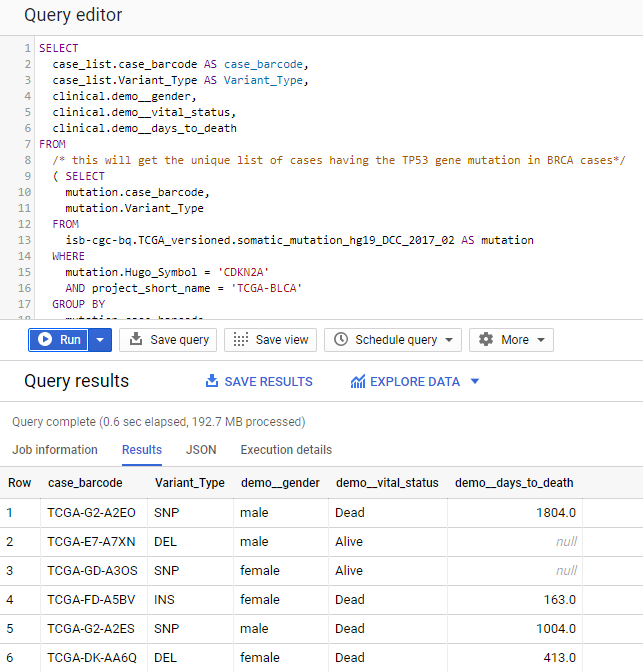 Query editor
1 SELECT
2 case_list.case_barcode AS case_barcode,
3 case_list.Variant_Type AS Variant_Type,
4 clinical.demo__gender,
5 clinical.demo__vital_status,
6 clinical.demo__days_to_death
7 FROM
8 /* this will get the unique list of cases having the TP53 gene mutation in BRCA cases*/
9 ( SELECT
10 mutation.case_barcode,
11 mutation.Variant_Type
12 FROM
13 isb-cgc-bq.TCGA_versioned.somatic_mutation_hg19_DCC_2017_02 AS mutation
14 WHERE
15 mutation.Hugo_Symbol = 'CDKN2A'
16 AND project_short_name = 'TCGA-BLCA'
17 GROUP BY
Run Save query Save view Schedule query More
Query results SAVE RESULTS EXPLORE DATA
Query complete (0.6 sec elapsed, 192.7 MB processed)
Job information Results JSON Execution details
Row case_barcode Variant_Type demo__gender demo__vital_status demo__days_to_death
1 TCGA-G2-A2EO SNP male Dead 1804.0
2 TCGA-E7-A7XN DEL male Alive null
3 TCGA-GD-A3OS SNP female Alive null
4 TCGA-FD-A5BV INS female Dead 163.0
5 TCGA-G2-A2ES SNP male Dead 1004.0
6 TCGA-DK-AA6Q DEL female Dead 413.0